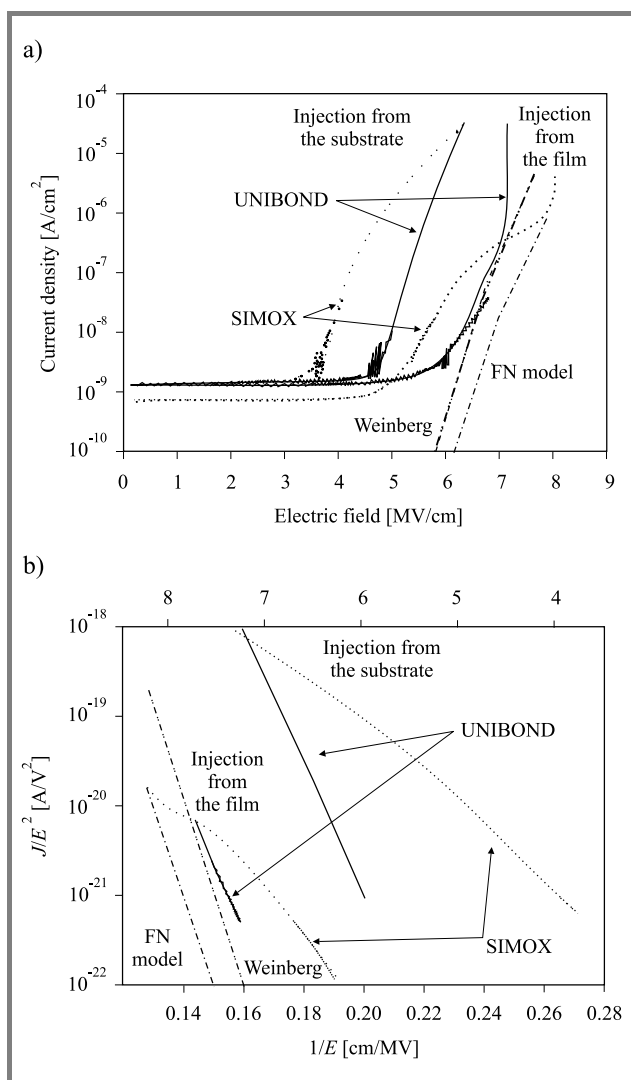 a)
10⁻⁴
10⁻⁵
10⁻⁶
10⁻⁷
10⁻⁸
10⁻⁹
10⁻¹⁰
Current density [A/cm²]
Injection from
the substrate
Injection
from
the film
UNIBOND
SIMOX
FN model
Weinberg
0 1 2 3 4 5 6 7 8 9
Electric field [MV/cm]
b)
8 7 6 5 4
10⁻¹⁸
10⁻¹⁹
10⁻²⁰
10⁻²¹
10⁻²²
J/E² [A/V²]
Injection from
the substrate
UNIBOND
Injection
from
the film
SIMOX
FN
model
Weinberg
0.14 0.16 0.18 0.20 0.22 0.24 0.26 0.28
1/E [cm/MV]